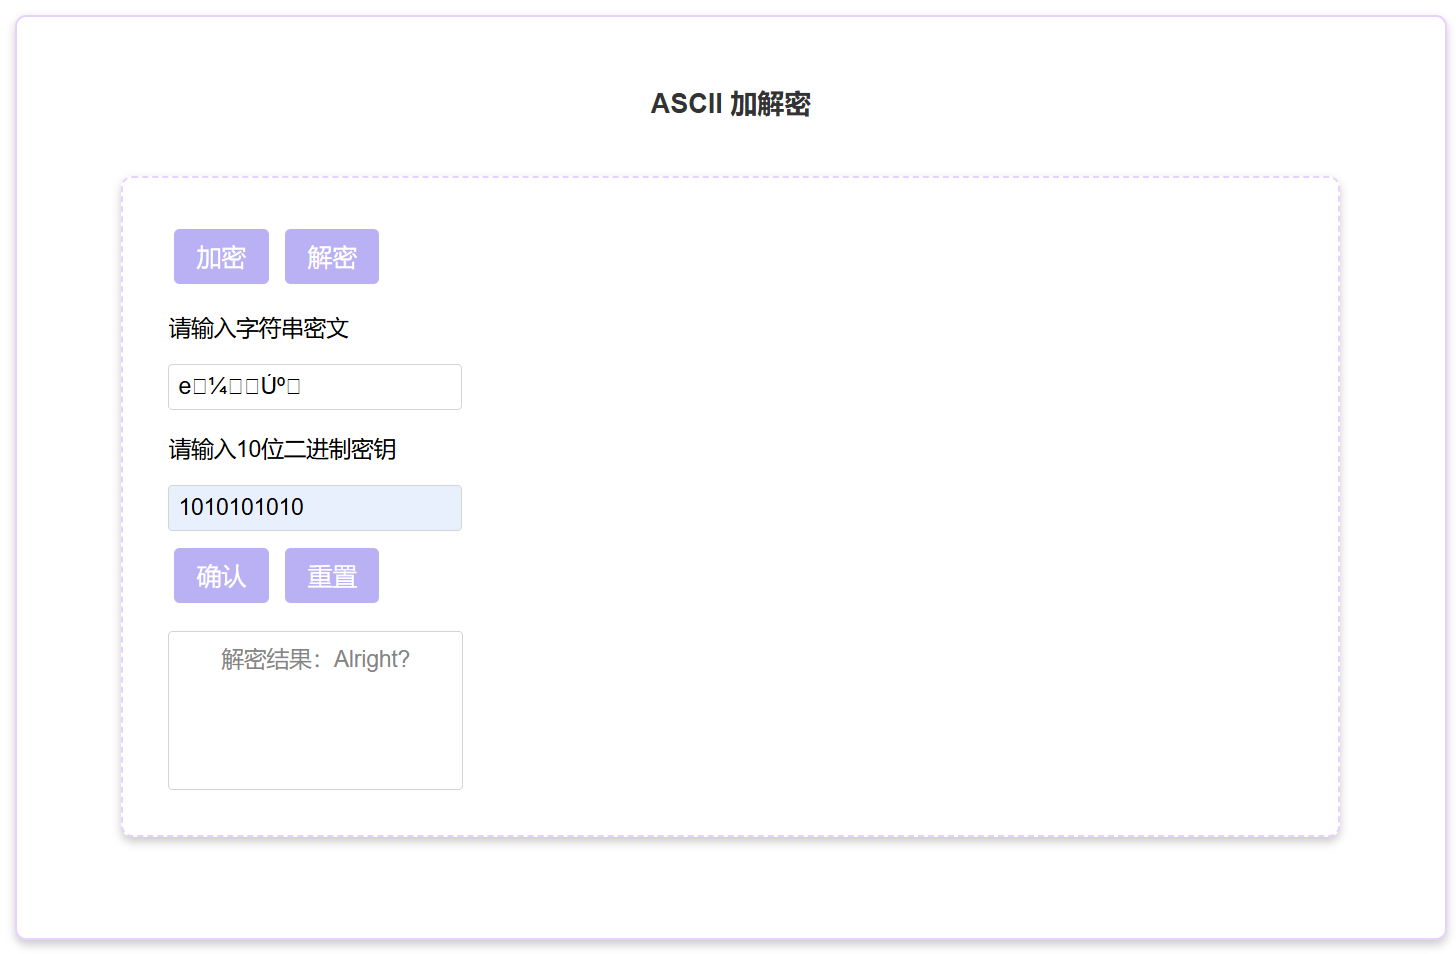 ASCII 加解密
加密 解密
请输入字符串密文
e□¼□□Úº□
请输入10位二进制密钥
1010101010
确认 重置
解密结果：Alright?